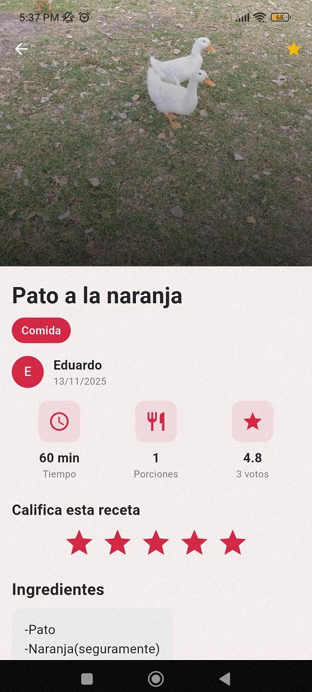 5:37 PM
68
Pato a la naranja
Comida
E
Eduardo
13/11/2025
60 min
Tiempo
1
Porciones
4.8
3 votos
Califica esta receta
Ingredientes
-Pato
-Naranja(seguramente)